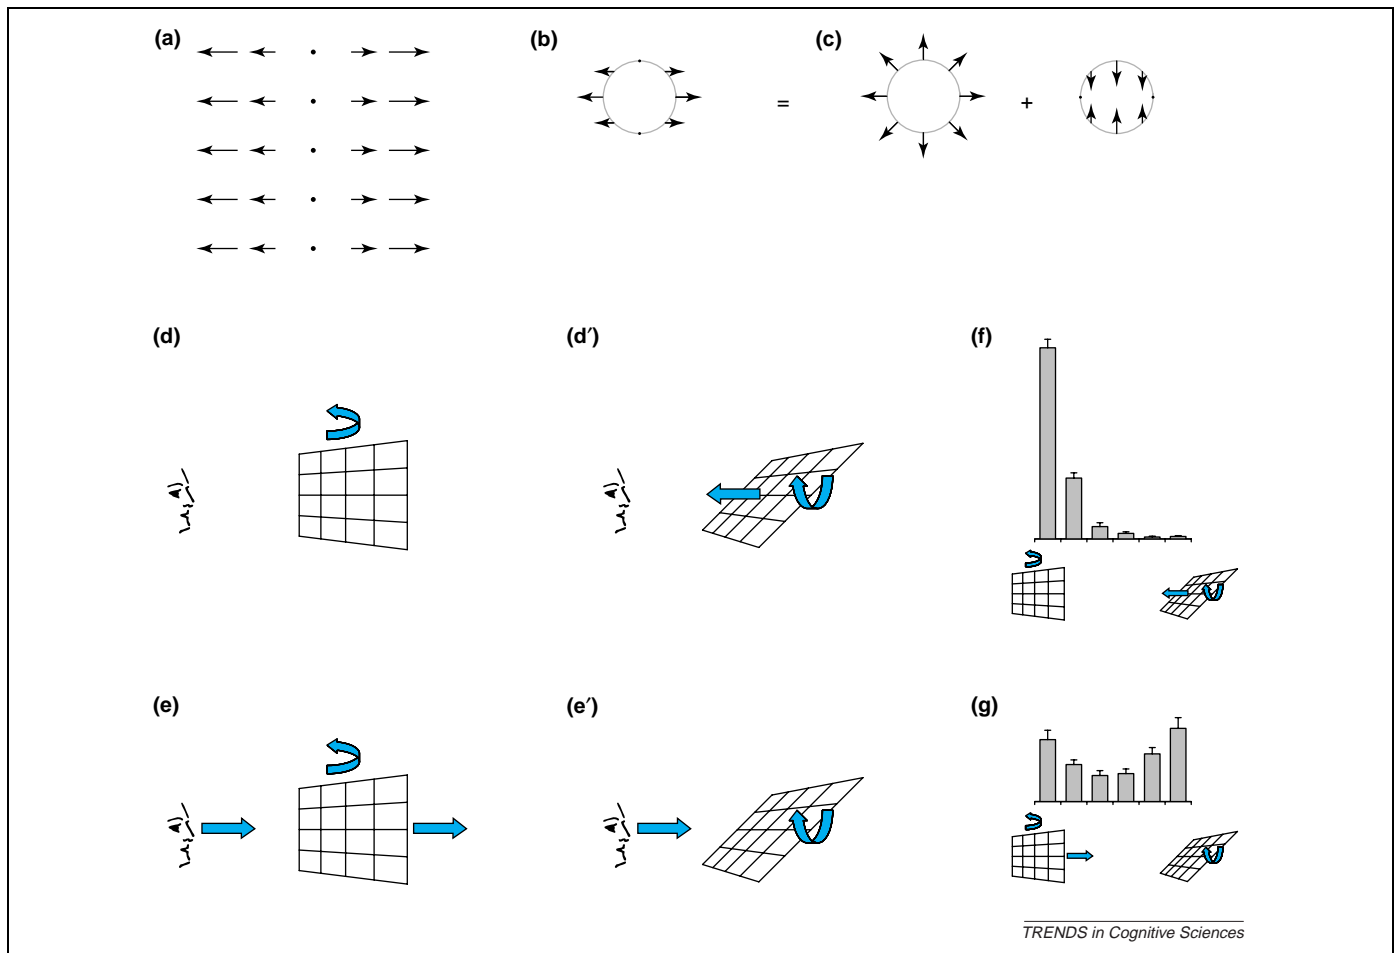 (a)
(b)
(c)
=
+
(d)
(d′)
(f)
(e)
(e′)
(g)
TRENDS in Cognitive Sciences